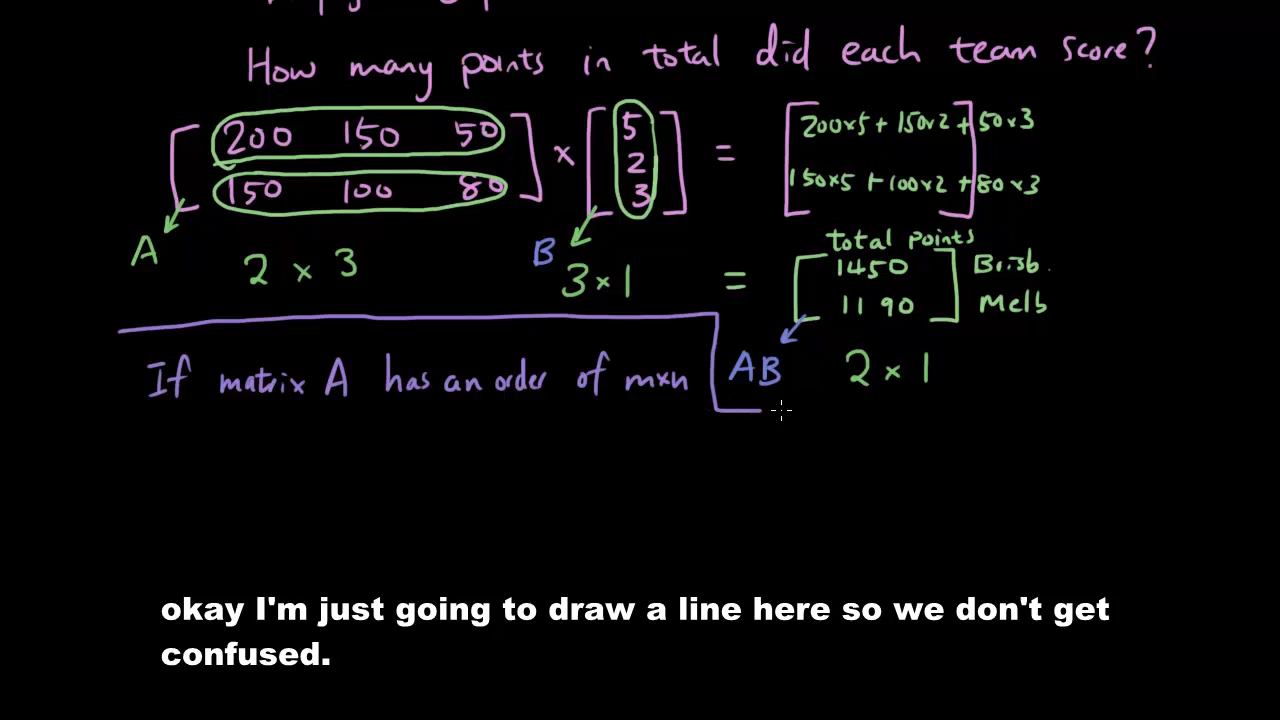 How many points in total did each team score?
[200 150 50] × [5 = [200×5 + 150×2 + 50×3
2
150 100 80 3] 150×5 + 100×2 + 80×3]
total points
A 2 × 3 B 3×1 = [1450 Brisb.
1190] Melb
If matrix A has an order of m×n AB 2 × 1
okay I'm just going to draw a line here so we don't get
confused.